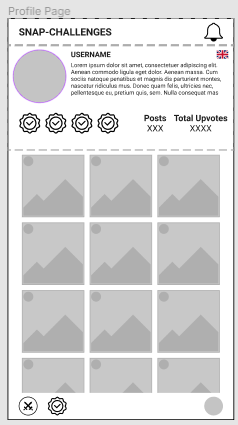 Profile Page
SNAP-CHALLENGES
USERNAME
Lorem ipsum dolor sit amet, consectetuer adipiscing elit.
Aenean commodo ligula eget dolor. Aenean massa. Cum
sociis natoque penatibus et magnis dis parturient montes,
nascetur ridiculus mus. Donec quam felis, ultricies nec,
pellentesque eu, pretium quis, sem. Nulla consequat mas
Posts Total Upvotes
XXX XXXX